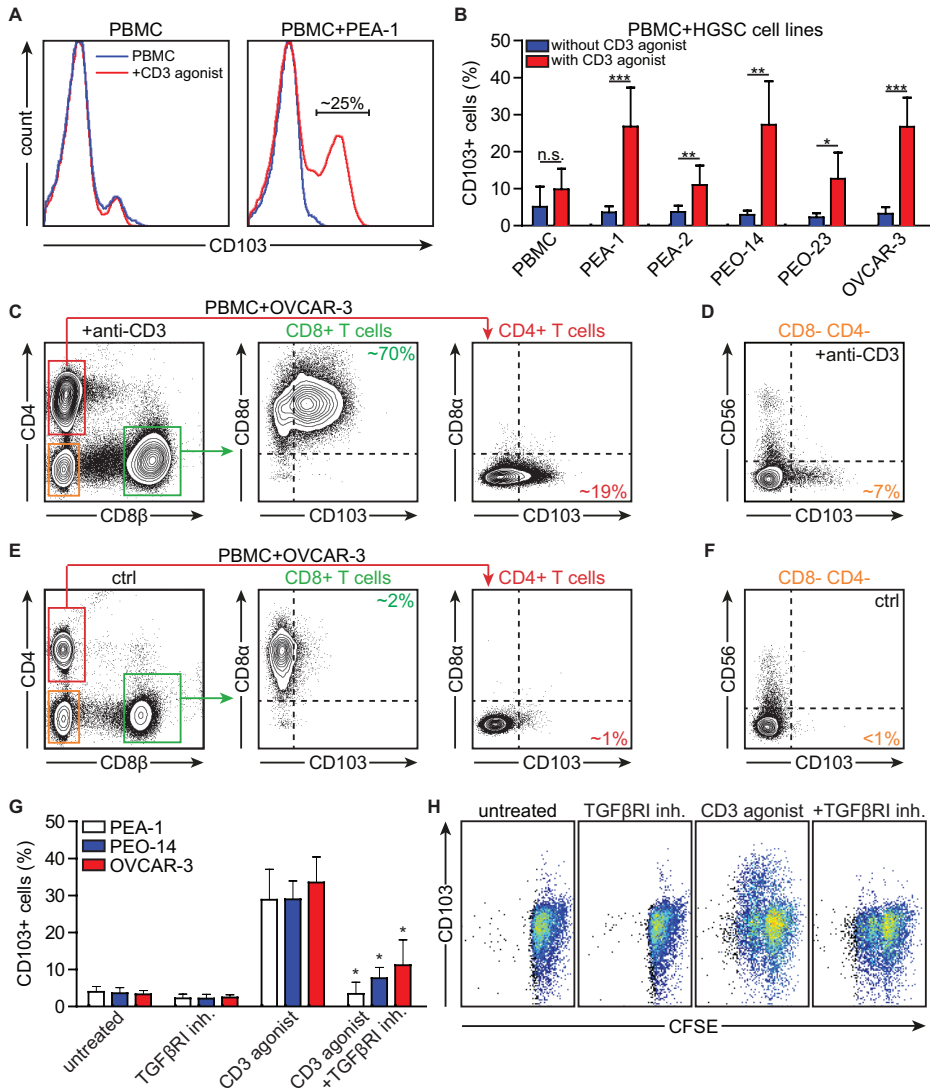 A
PBMC
PBMC+PEA-1
PBMC
+CD3 agonist
~25%
count
CD103
B
PBMC+HGSC cell lines
without CD3 agonist
with CD3 agonist
CD103+ cells (%)
50
40
30
20
10
0
n.s.
***
**
**
*
***
PBMC
PEA-1
PEA-2
PEO-14
PEO-23
OVCAR-3
C
PBMC+OVCAR-3
+anti-CD3
CD8+ T cells
CD4+ T cells
~70%
~19%
CD4
CD8α
CD8α
CD8β
CD103
CD103
D
CD8- CD4-
+anti-CD3
CD56
~7%
CD103
E
PBMC+OVCAR-3
ctrl
CD8+ T cells
CD4+ T cells
~2%
~1%
CD4
CD8α
CD8α
CD8β
CD103
CD103
F
CD8- CD4-
ctrl
CD56
<1%
CD103
G
PEA-1
PEO-14
OVCAR-3
CD103+ cells (%)
50
40
30
20
10
0
* * *
untreated
TGFβRI inh.
CD3 agonist
CD3 agonist
+TGFβRI inh.
H
untreated
TGFβRI inh.
CD3 agonist
+TGFβRI inh.
CD103
CFSE